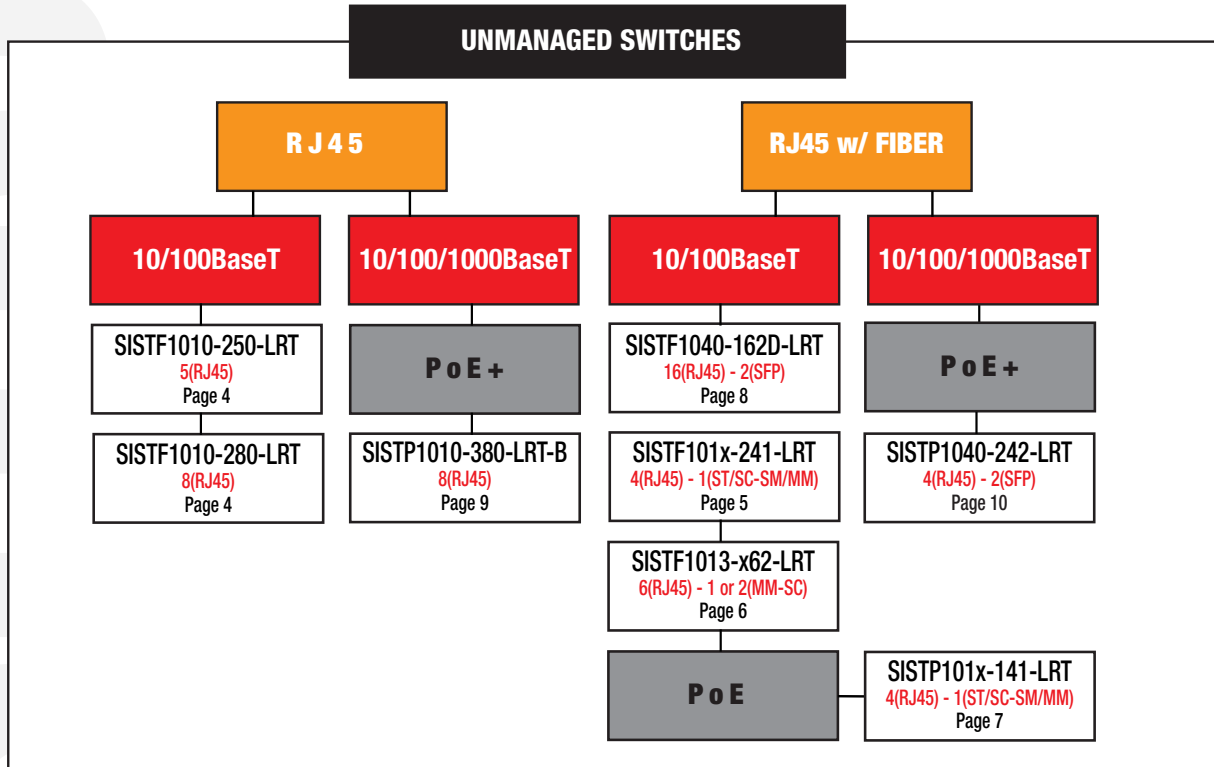 UNMANAGED SWITCHES
RJ45
10/100BaseT
SISTF1010-250-LRT
5(RJ45)
Page 4
SISTF1010-280-LRT
8(RJ45)
Page 4
10/100/1000BaseT
PoE+
SISTP1010-380-LRT-B
8(RJ45)
Page 9
RJ45 w/ FIBER
10/100BaseT
SISTF1040-162D-LRT
16(RJ45) - 2(SFP)
Page 8
SISTF101x-241-LRT
4(RJ45) - 1(ST/SC-SM/MM)
Page 5
SISTF1013-x62-LRT
6(RJ45) - 1 or 2(MM-SC)
Page 6
PoE
SISTP101x-141-LRT
4(RJ45) - 1(ST/SC-SM/MM)
Page 7
10/100/1000BaseT
PoE+
SISTP1040-242-LRT
4(RJ45) - 2(SFP)
Page 10